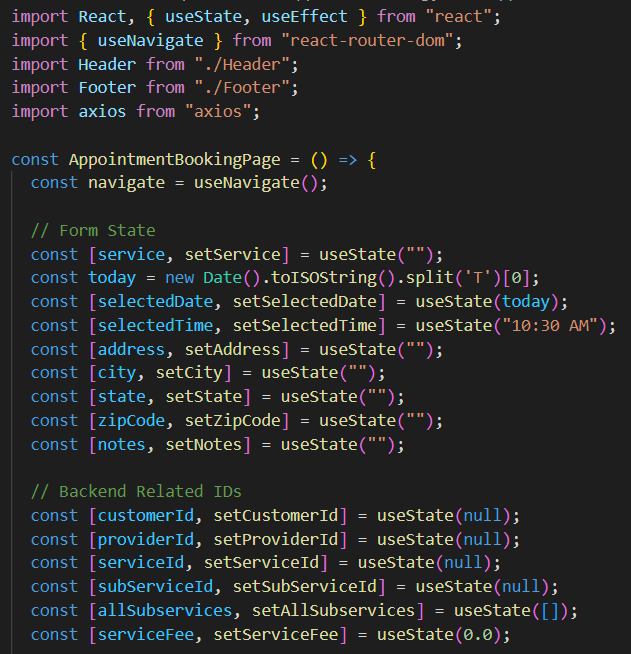 import React, { useState, useEffect } from "react";
import { useNavigate } from "react-router-dom";
import Header from "./Header";
import Footer from "./Footer";
import axios from "axios";

const AppointmentBookingPage = () => {
  const navigate = useNavigate();

  // Form State
  const [service, setService] = useState("");
  const today = new Date().toISOString().split('T')[0];
  const [selectedDate, setSelectedDate] = useState(today);
  const [selectedTime, setSelectedTime] = useState("10:30 AM");
  const [address, setAddress] = useState("");
  const [city, setCity] = useState("");
  const [state, setState] = useState("");
  const [zipCode, setZipCode] = useState("");
  const [notes, setNotes] = useState("");

  // Backend Related IDs
  const [customerId, setCustomerId] = useState(null);
  const [providerId, setProviderId] = useState(null);
  const [serviceId, setServiceId] = useState(null);
  const [subServiceId, setSubServiceId] = useState(null);
  const [allSubservices, setAllSubservices] = useState([]);
  const [serviceFee, setServiceFee] = useState(0.0);